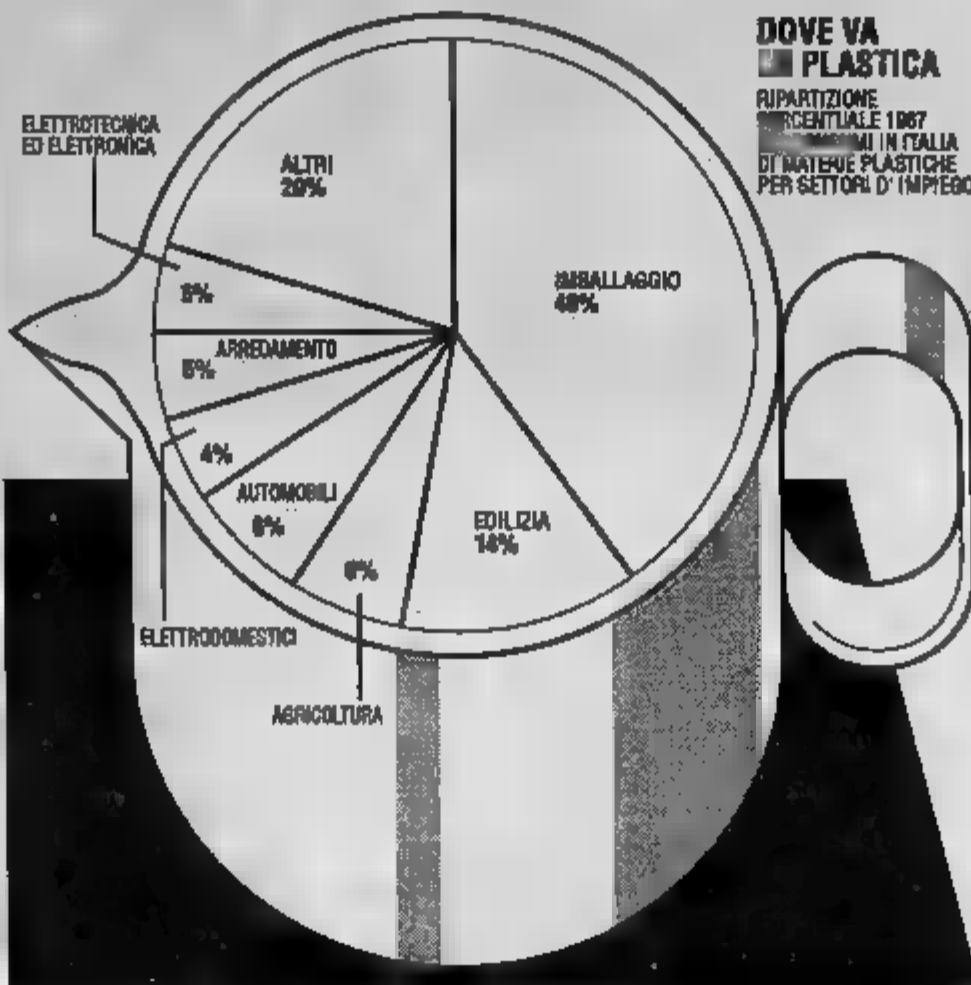 DOVE VA
PLASTICA
RIPARTIZIONE
PERCENTUALE 1987
IN ITALIA
DI MATERIE PLASTICHE
PER SETTORI D' IMPIEGO
ELETTROTECNICA
ED ELETTRONICA
ALTRI
20%
IMBALLAGGIO
ARREDAMENTO
5%
4%
AUTOMOBILI
EDILIZIA
14%
ELETTRODOMESTICI
AGRICOLTURA